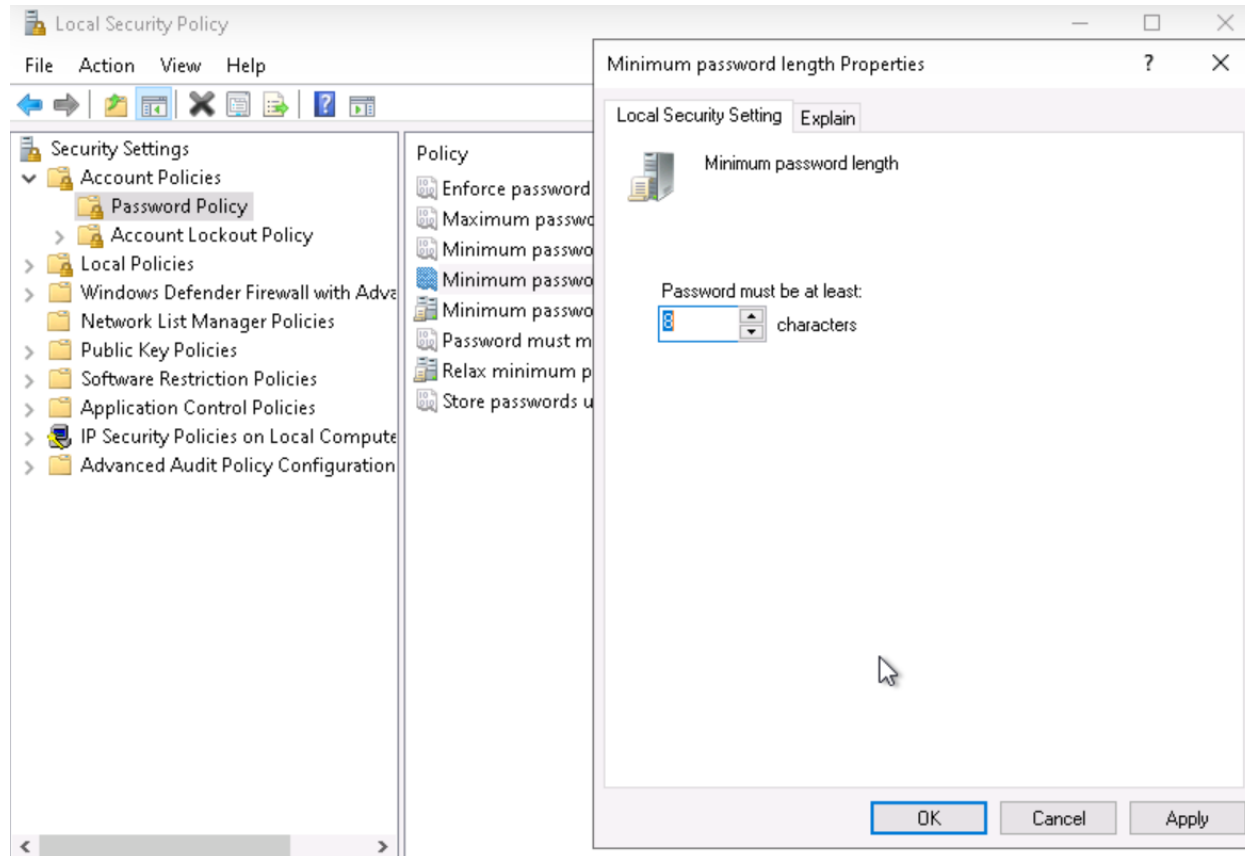 Local Security Policy
File Action View Help
Security Settings
Account Policies
Password Policy
Account Lockout Policy
Local Policies
Windows Defender Firewall with Adva
Network List Manager Policies
Public Key Policies
Software Restriction Policies
Application Control Policies
IP Security Policies on Local Compute
Advanced Audit Policy Configuration
Policy
Enforce password
Maximum passwo
Minimum passwo
Minimum passwo
Minimum passwo
Password must m
Relax minimum p
Store passwords u
Minimum password length Properties
Local Security Setting Explain
Minimum password length
Password must be at least:
8 characters
OK Cancel Apply